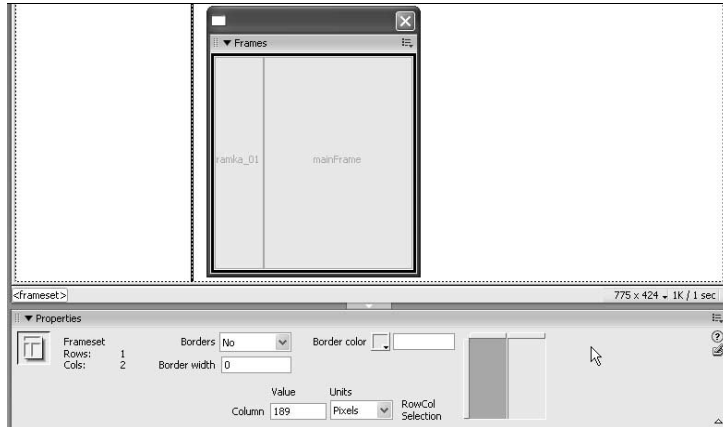 Frames
ramka_01 mainFrame
<frameset> 775 x 424 1K / 1 sec
Properties
Frameset Borders No Border color
Rows: 1
Cols: 2 Border width 0
Value Units
Column 189 Pixels RowCol
Selection